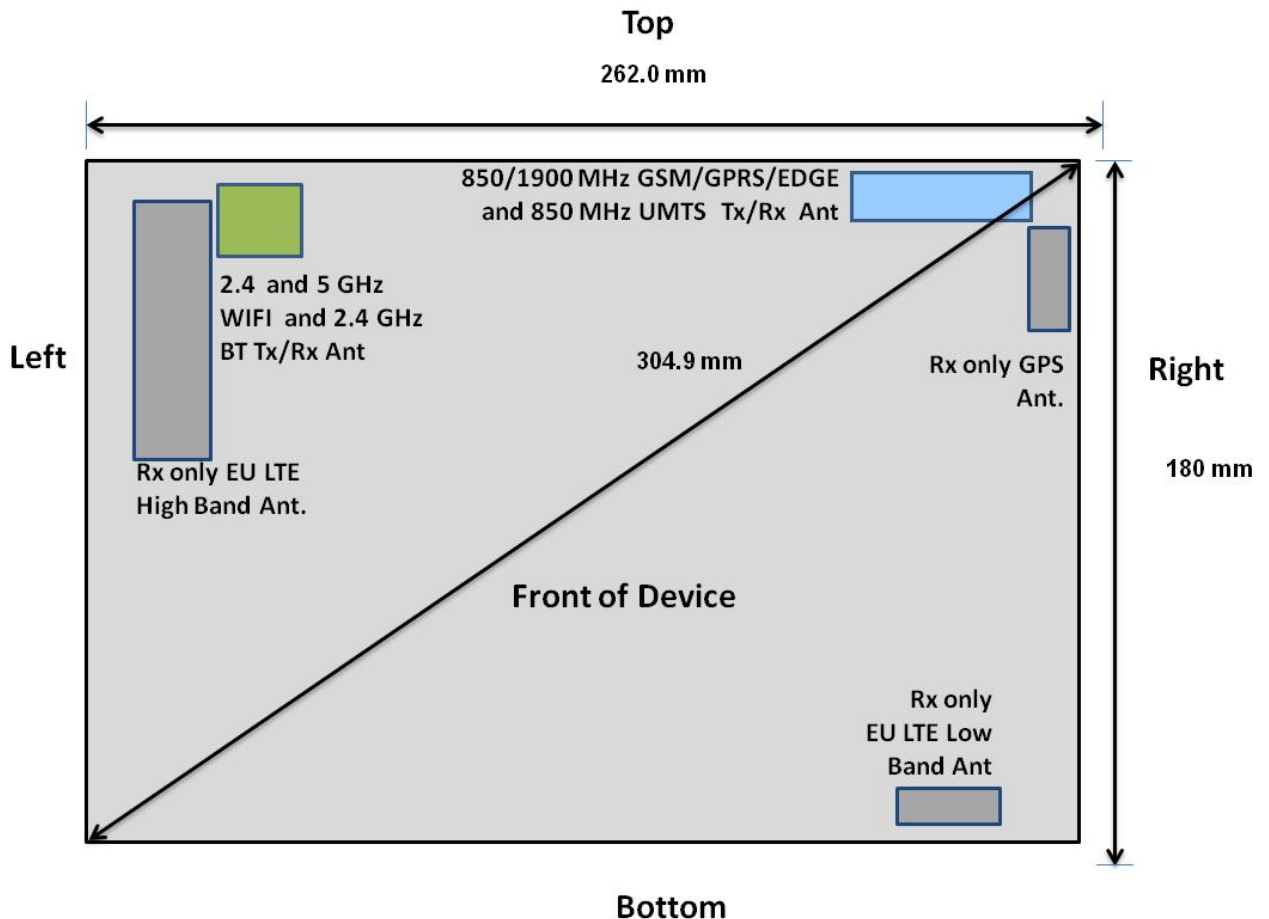 Top
262.0 mm
850/1900 MHz GSM/GPRS/EDGE
and 850 MHz UMTS Tx/Rx Ant
2.4 and 5 GHz
WIFI and 2.4 GHz
BT Tx/Rx Ant
Left
304.9 mm
Rx only GPS
Ant.
Right
180 mm
Rx only EU LTE
High Band Ant.
Front of Device
Rx only
EU LTE Low
Band Ant
Bottom